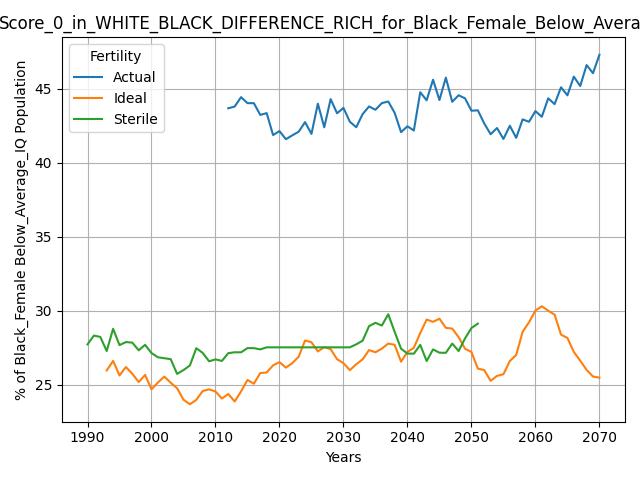 Score_0_in_WHITE_BLACK_DIFFERENCE_RICH_for_Black_Female_Below_Avera
Fertility
Actual
Ideal
Sterile
% of Black_Female Below_Average_IQ Population
45
40
35
30
25
1990 2000 2010 2020 2030 2040 2050 2060 2070
Years